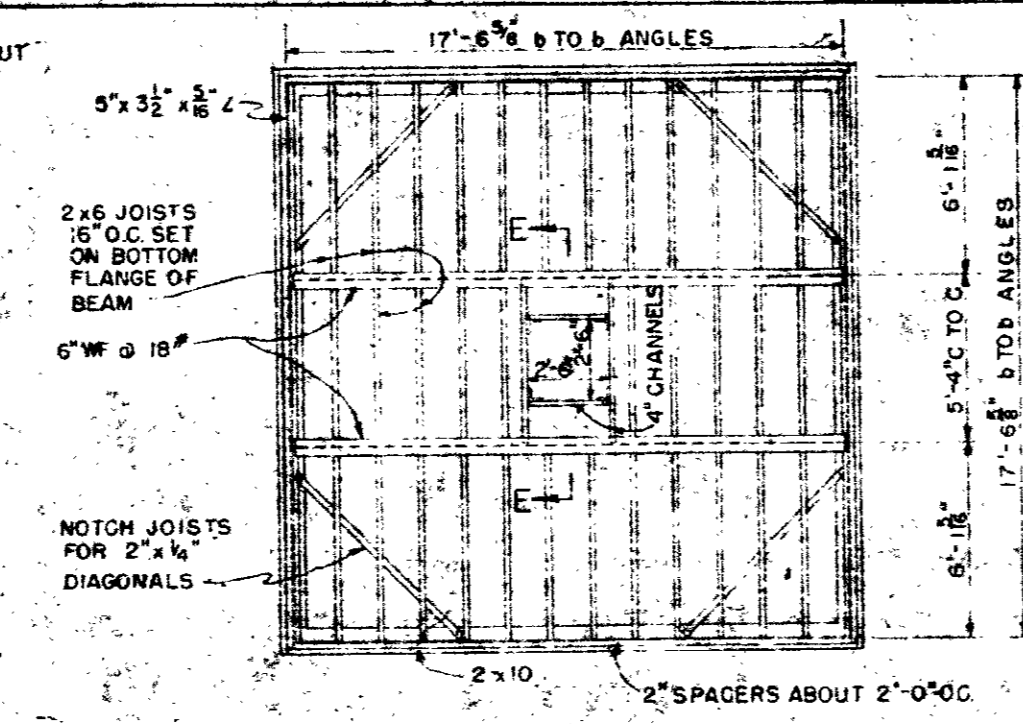 UT
17'-6 5/8" b TO b ANGLES
5" x 3 1/2" x 5/16" L
2 x 6 JOISTS
16" O.C. SET
ON BOTTOM
FLANGE OF
BEAM
6" WF @ 18#
NOTCH JOISTS
FOR 2" x 1/4"
DIAGONALS
E
2'-6"
2'-6"
4" CHANNELS
E
2 x 10
2" SPACERS ABOUT 2'-0" O.C.
6'-1 5/16"
5'-4" C TO C
6'-1 5/16"
17'-6 5/8" b TO b ANGLES